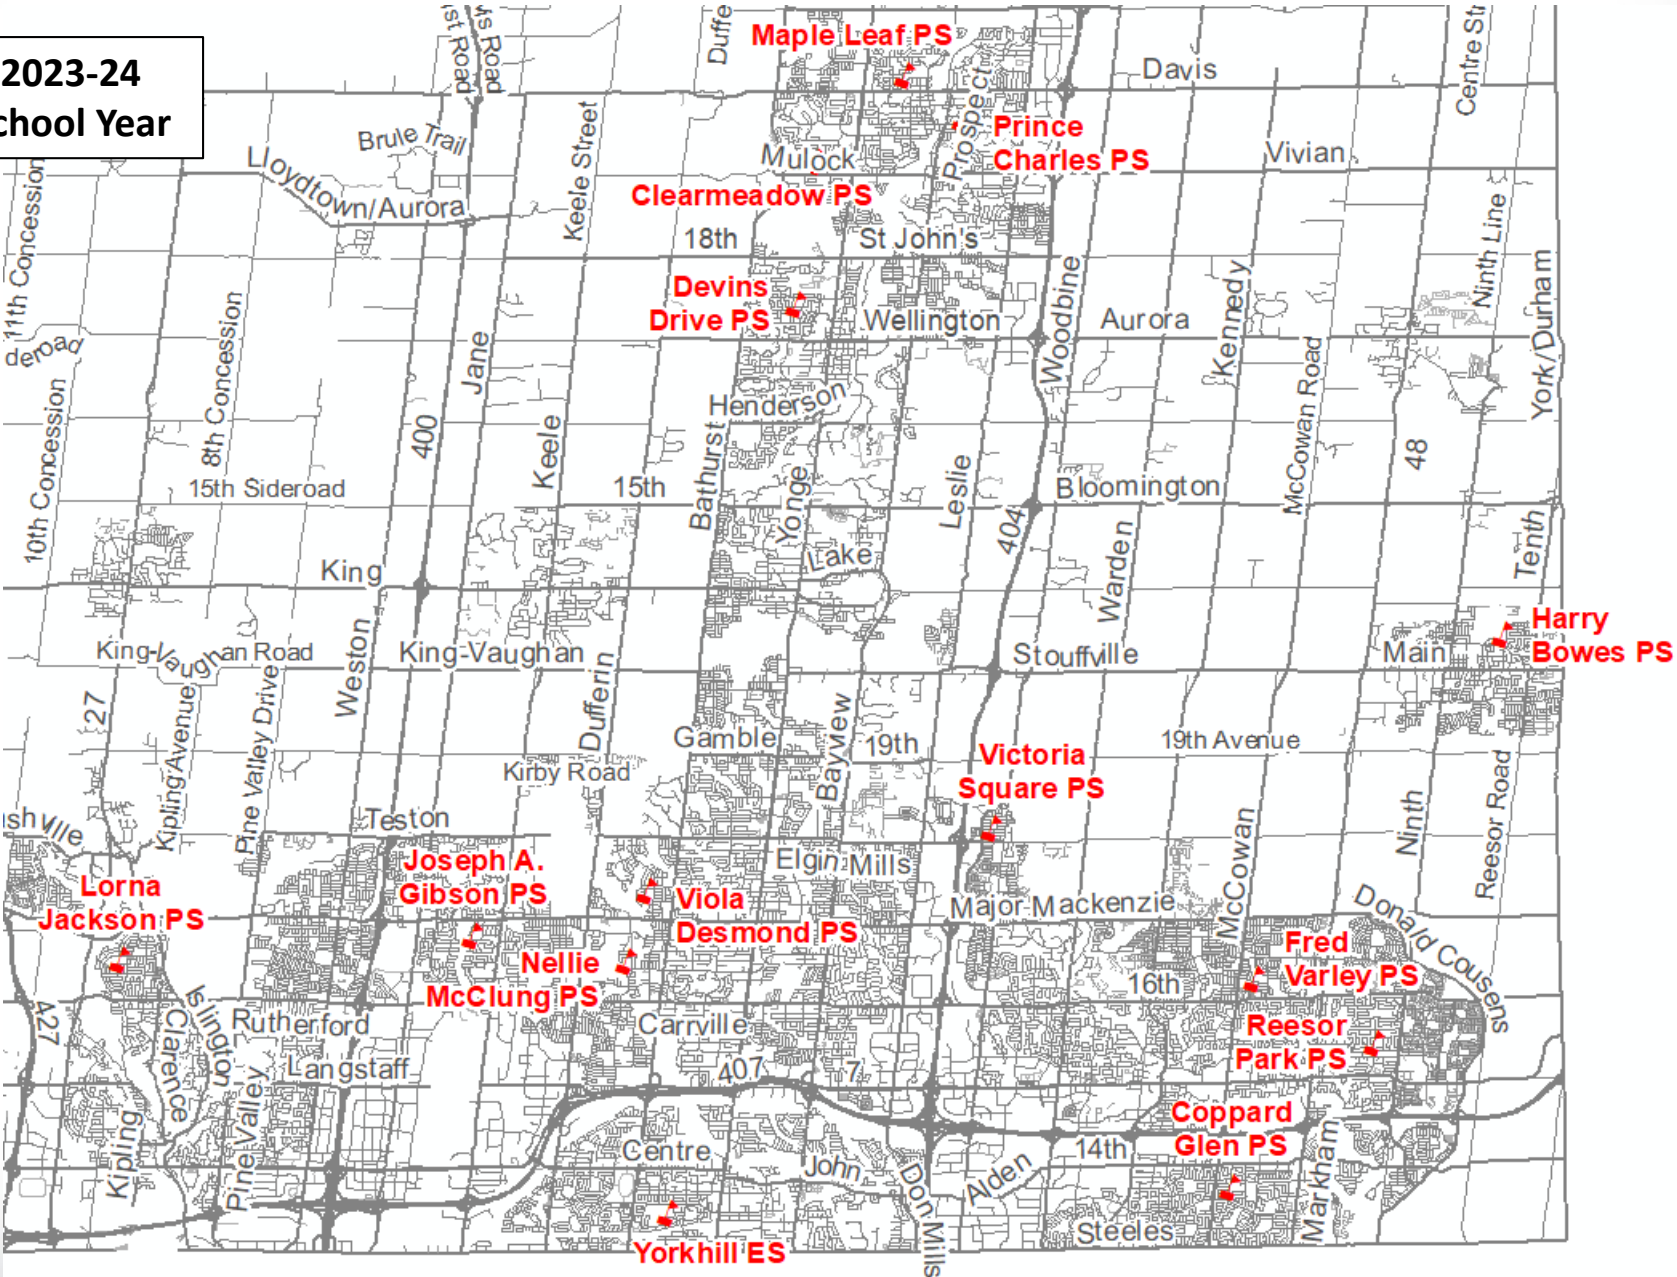 2023-24
chool Year
st Road
vis Road
Duffe
Maple Leaf PS
Davis
Centre Str
Brule Trail
Keele Street
Prospect
Prince
Charles PS
Mulock
Vivian
Lloydtown/Aurora
Clearmeadow PS
11th Concession
18th
St John's
Ninth Line
York/Durham
Devins
Drive PS
Wellington
Woodbine
Aurora
Kennedy
deroad
8th Concession
Jane
McCowan Road
10th Concession
Henderson
400
Keele
Bathurst
Yonge
Leslie
48
15th Sideroad
15th
Bloomington
404
Lake
Warden
Tenth
King
Harry
Bowes PS
King-Vaughan Road
Weston
King-Vaughan
Dufferin
Stouffville
Main
27
Kipling Avenue
Pine Valley Drive
Gamble
Bayview
19th
19th Avenue
Kirby Road
Victoria
Square PS
Reesor Road
shville
Teston
McCowan
Ninth
Joseph A.
Gibson PS
Elgin Mills
Lorna
Jackson PS
Viola
Desmond PS
Major Mackenzie
Donald Cousens
Nellie
McClung PS
Fred
Varley PS
16th
427
Islington
Clarence
Rutherford
Carrville
Reesor
Park PS
Langstaff
407
7
Coppard
Glen PS
Kipling
Pine Valley
Centre
John
Don Mills
Alden
14th
Markham
Steeles
Yorkhill ES